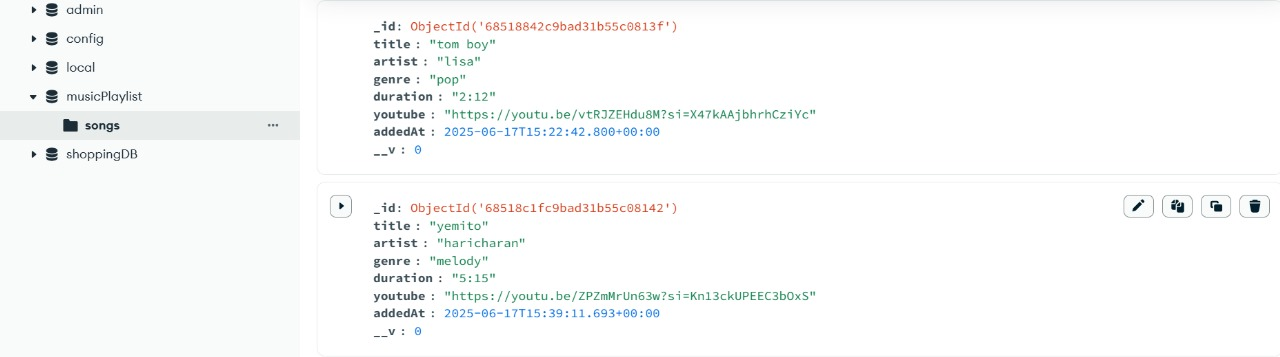 admin
config
local
musicPlaylist
songs
shoppingDB
_id: ObjectId('68518842c9bad31b55c0813f')
title : "tom boy"
artist : "lisa"
genre : "pop"
duration : "2:12"
youtube : "https://youtu.be/vtRJZEHdu8M?si=X47kAAjbhrhCziYc"
addedAt : 2025-06-17T15:22:42.800+00:00
__v : 0
_id: ObjectId('68518c1fc9bad31b55c08142')
title : "yemito"
artist : "haricharan"
genre : "melody"
duration : "5:15"
youtube : "https://youtu.be/ZPZmMrUn63w?si=Kn13ckUPEEC3bOxS"
addedAt : 2025-06-17T15:39:11.693+00:00
__v : 0